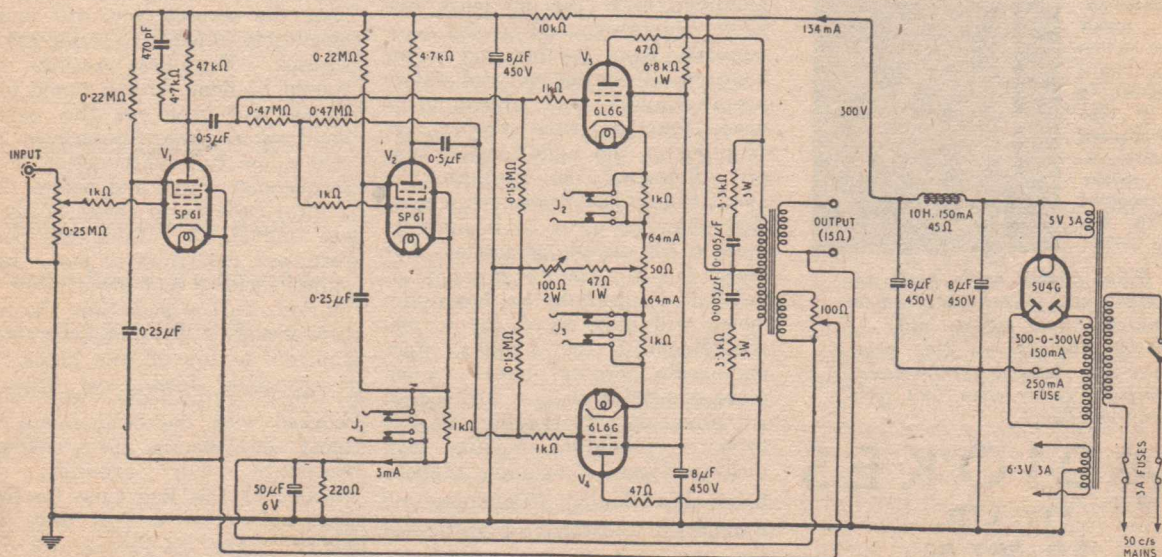 INPUT
0.25MΩ
1kΩ
0.22MΩ
470pF
4.7kΩ
47kΩ
V1
SP61
0.5μF
0.25μF
0.47MΩ
0.47MΩ
0.22MΩ
4.7kΩ
V2
SP61
1kΩ
0.5μF
0.25μF
J1
1kΩ
3mA
50μF
6V
220Ω
8μF
450V
10kΩ
1kΩ
V3
6L6G
47Ω
6.8kΩ
1W
0.15MΩ
J2
1kΩ
64mA
100Ω
2W
47Ω
1W
50Ω
64mA
J3
1kΩ
0.15MΩ
1kΩ
6L6G
V4
47Ω
8μF
450V
3.3kΩ
3W
0.005μF
0.005μF
3.3kΩ
3W
OUTPUT
(15Ω)
100Ω
134mA
300V
10H. 150mA
45Ω
8μF
450V
8μF
450V
5V 3A
5U4G
300-0-300V
150mA
250mA
FUSE
6.3V 3A
3A FUSES
50 c/s
MAINS